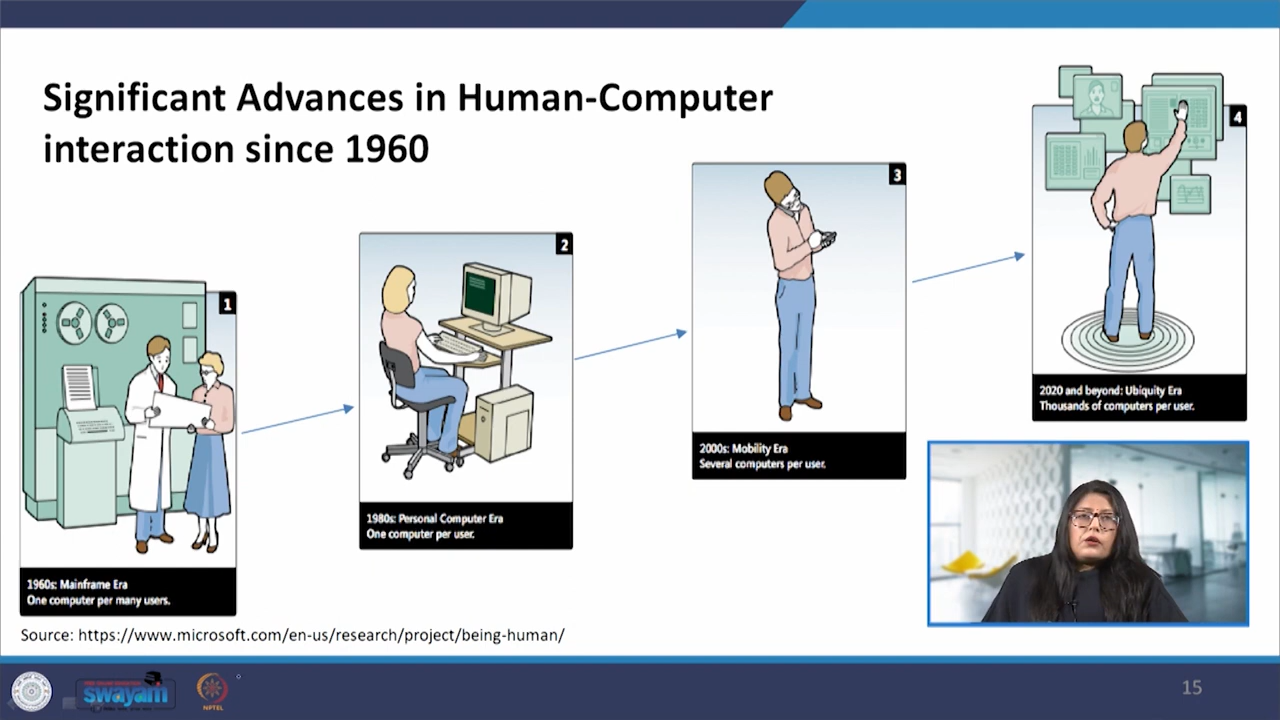 Significant Advances in Human-Computer
interaction since 1960
1
1960s: Mainframe Era
One computer per many users.
2
1980s: Personal Computer Era
One computer per user.
3
2000s: Mobility Era
Several computers per user.
4
2020 and beyond: Ubiquity Era
Thousands of computers per user.
Source: https://www.microsoft.com/en-us/research/project/being-human/
swayam
NPTEL
15